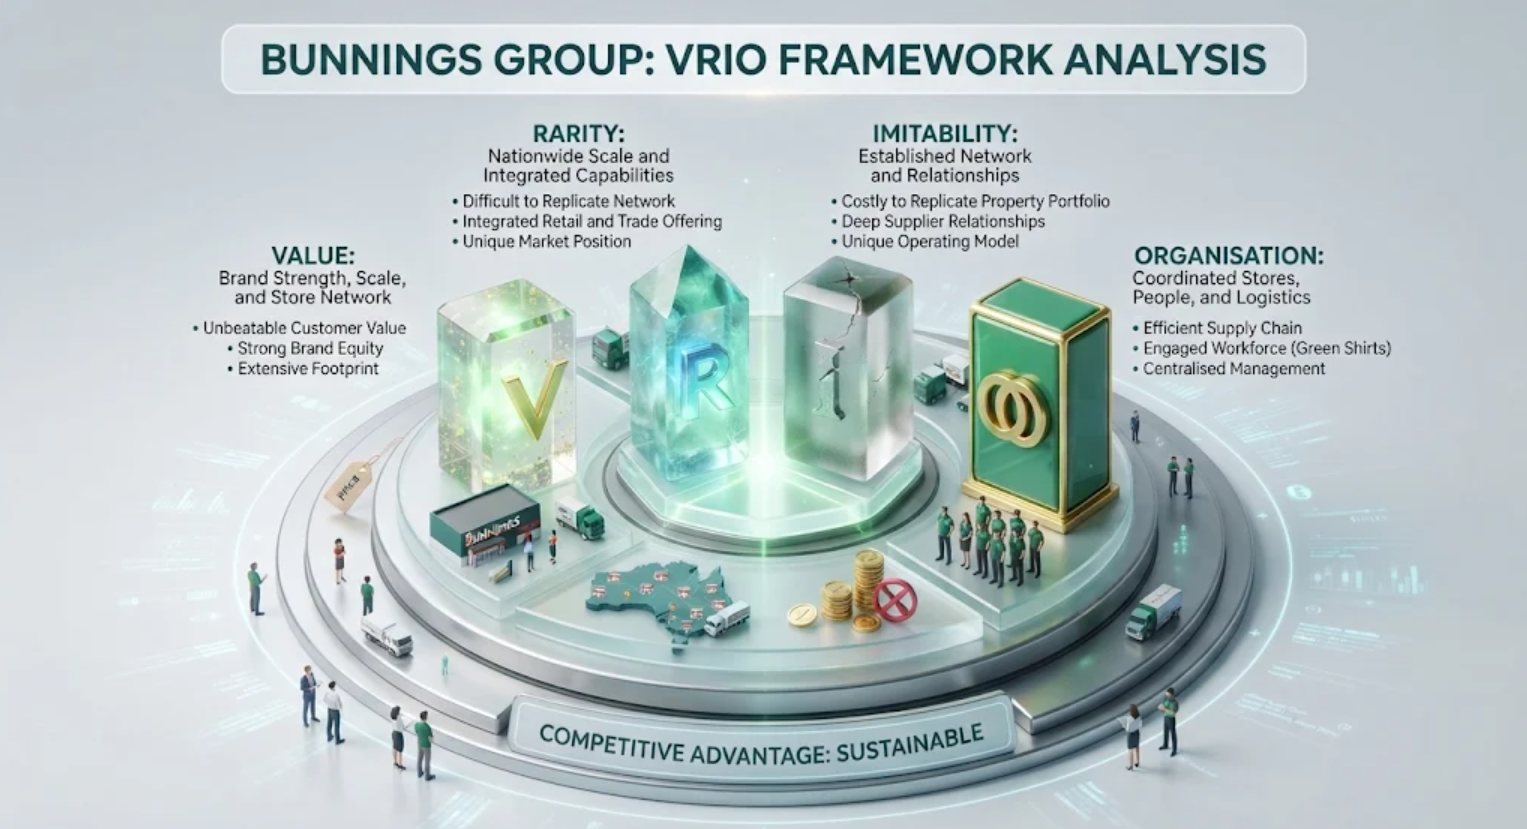 BUNNINGS GROUP: VRIO FRAMEWORK ANALYSIS
VALUE:
Brand Strength, Scale,
and Store Network
• Unbeatable Customer Value
• Strong Brand Equity
• Extensive Footprint
RARITY:
Nationwide Scale and
Integrated Capabilities
• Difficult to Replicate Network
• Integrated Retail and Trade Offering
• Unique Market Position
IMITABILITY:
Established Network
and Relationships
• Costly to Replicate Property Portfolio
• Deep Supplier Relationships
• Unique Operating Model
ORGANISATION:
Coordinated Stores,
People, and Logistics
• Efficient Supply Chain
• Engaged Workforce (Green Shirts)
• Centralised Management
V
R
i
COMPETITIVE ADVANTAGE: SUSTAINABLE